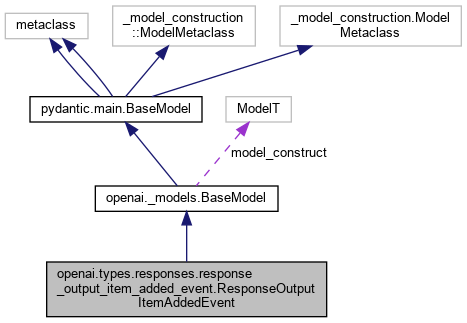 metaclass
_model_construction
::ModelMetaclass
_model_construction.Model
Metaclass
pydantic.main.BaseModel
ModelT
model_construct
openai._models.BaseModel
openai.types.responses.response
_output_item_added_event.ResponseOutput
ItemAddedEvent